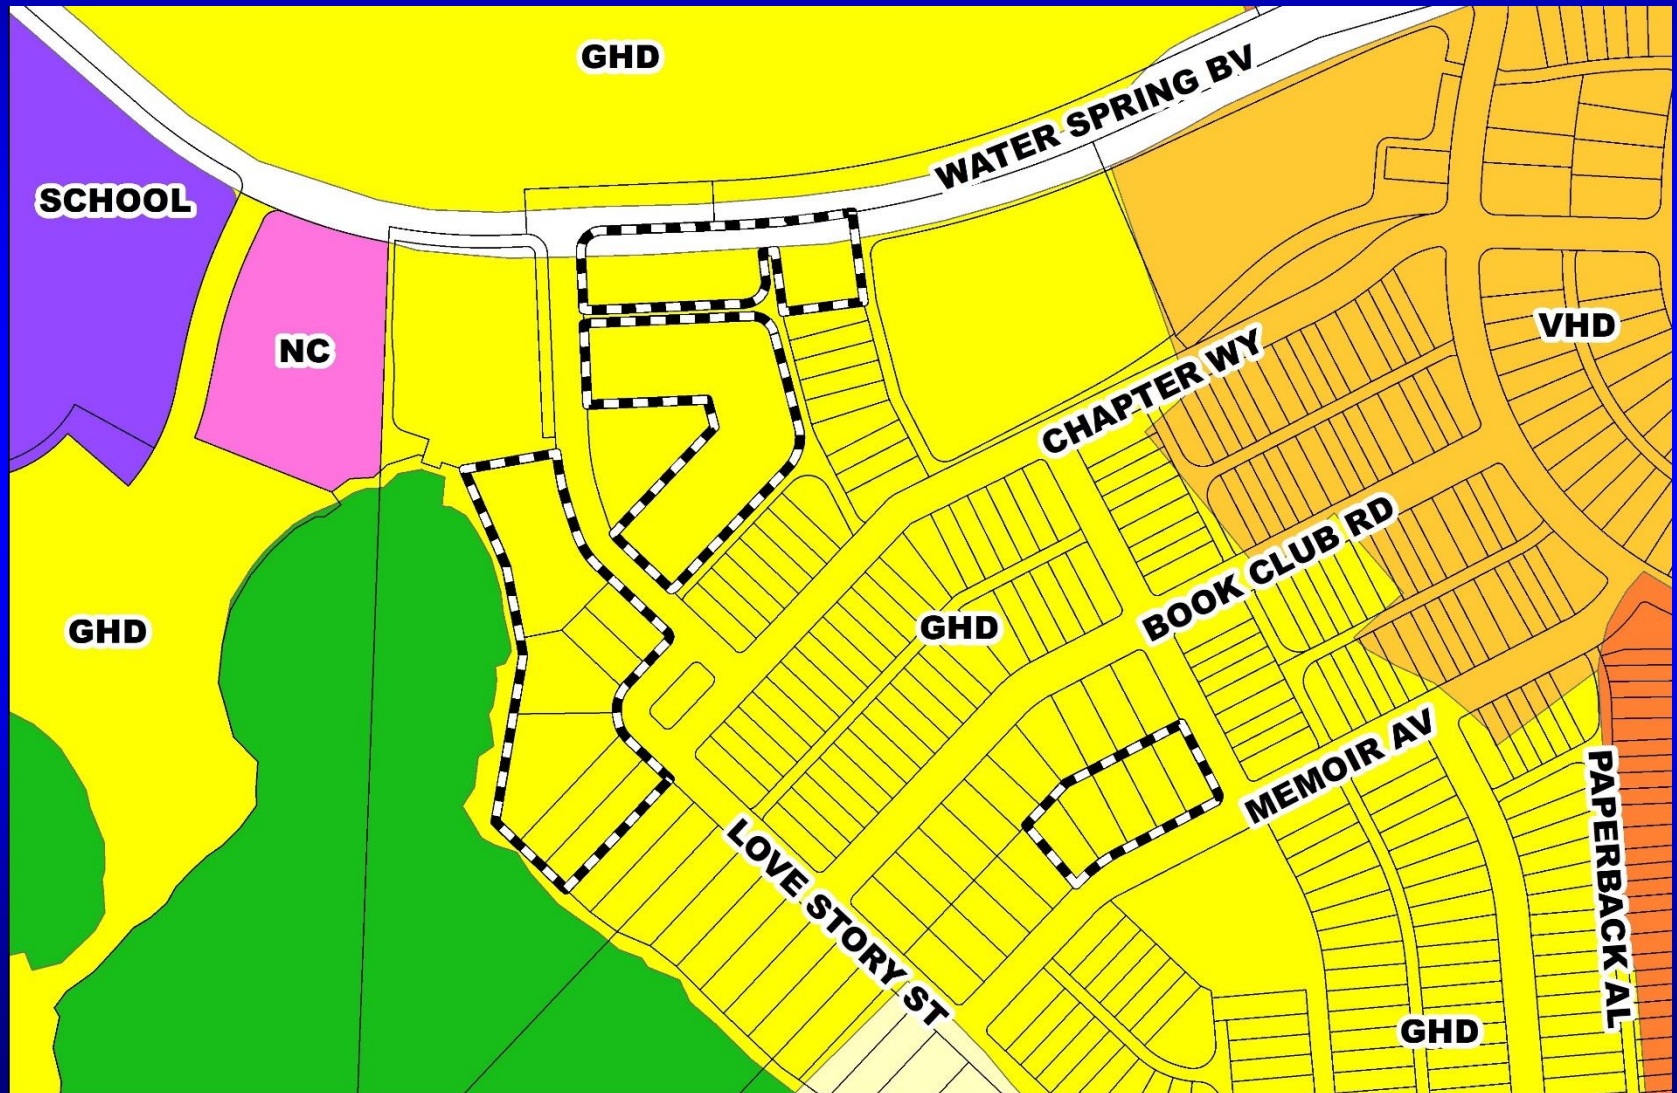 GHD
WATER SPRING BV
SCHOOL
NC
VHD
CHAPTER WY
BOOK CLUB RD
GHD
GHD
MEMOIR AV
PAPERBACK AL
LOVE STORY ST
GHD